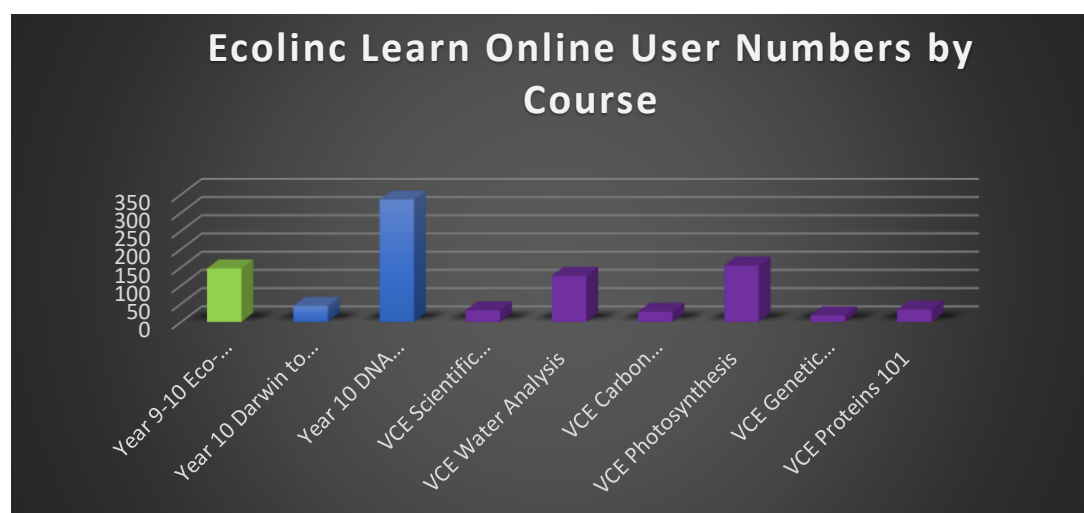 Ecolinc Learn Online User Numbers by
Course
350
300
250
200
150
100
50
0
Year 9-10 Eco-...
Year 10 Darwin to...
Year 10 DNA...
VCE Scientific...
VCE Water Analysis
VCE Carbon...
VCE Photosynthesis
VCE Genetic...
VCE Proteins 101